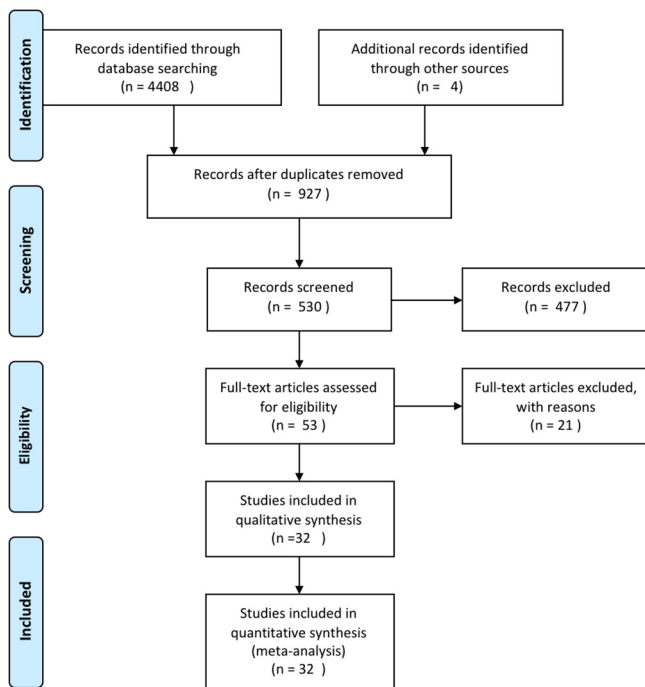 Identification
Records identified through
database searching
(n = 4408 )
Additional records identified
through other sources
(n = 4)
Records after duplicates removed
(n = 927 )
Screening
Records screened
(n = 530 )
Records excluded
(n = 477 )
Eligibility
Full-text articles assessed
for eligibility
(n = 53 )
Full-text articles excluded,
with reasons
(n = 21 )
Studies included in
qualitative synthesis
(n =32 )
Included
Studies included in
quantitative synthesis
(meta-analysis)
(n = 32 )